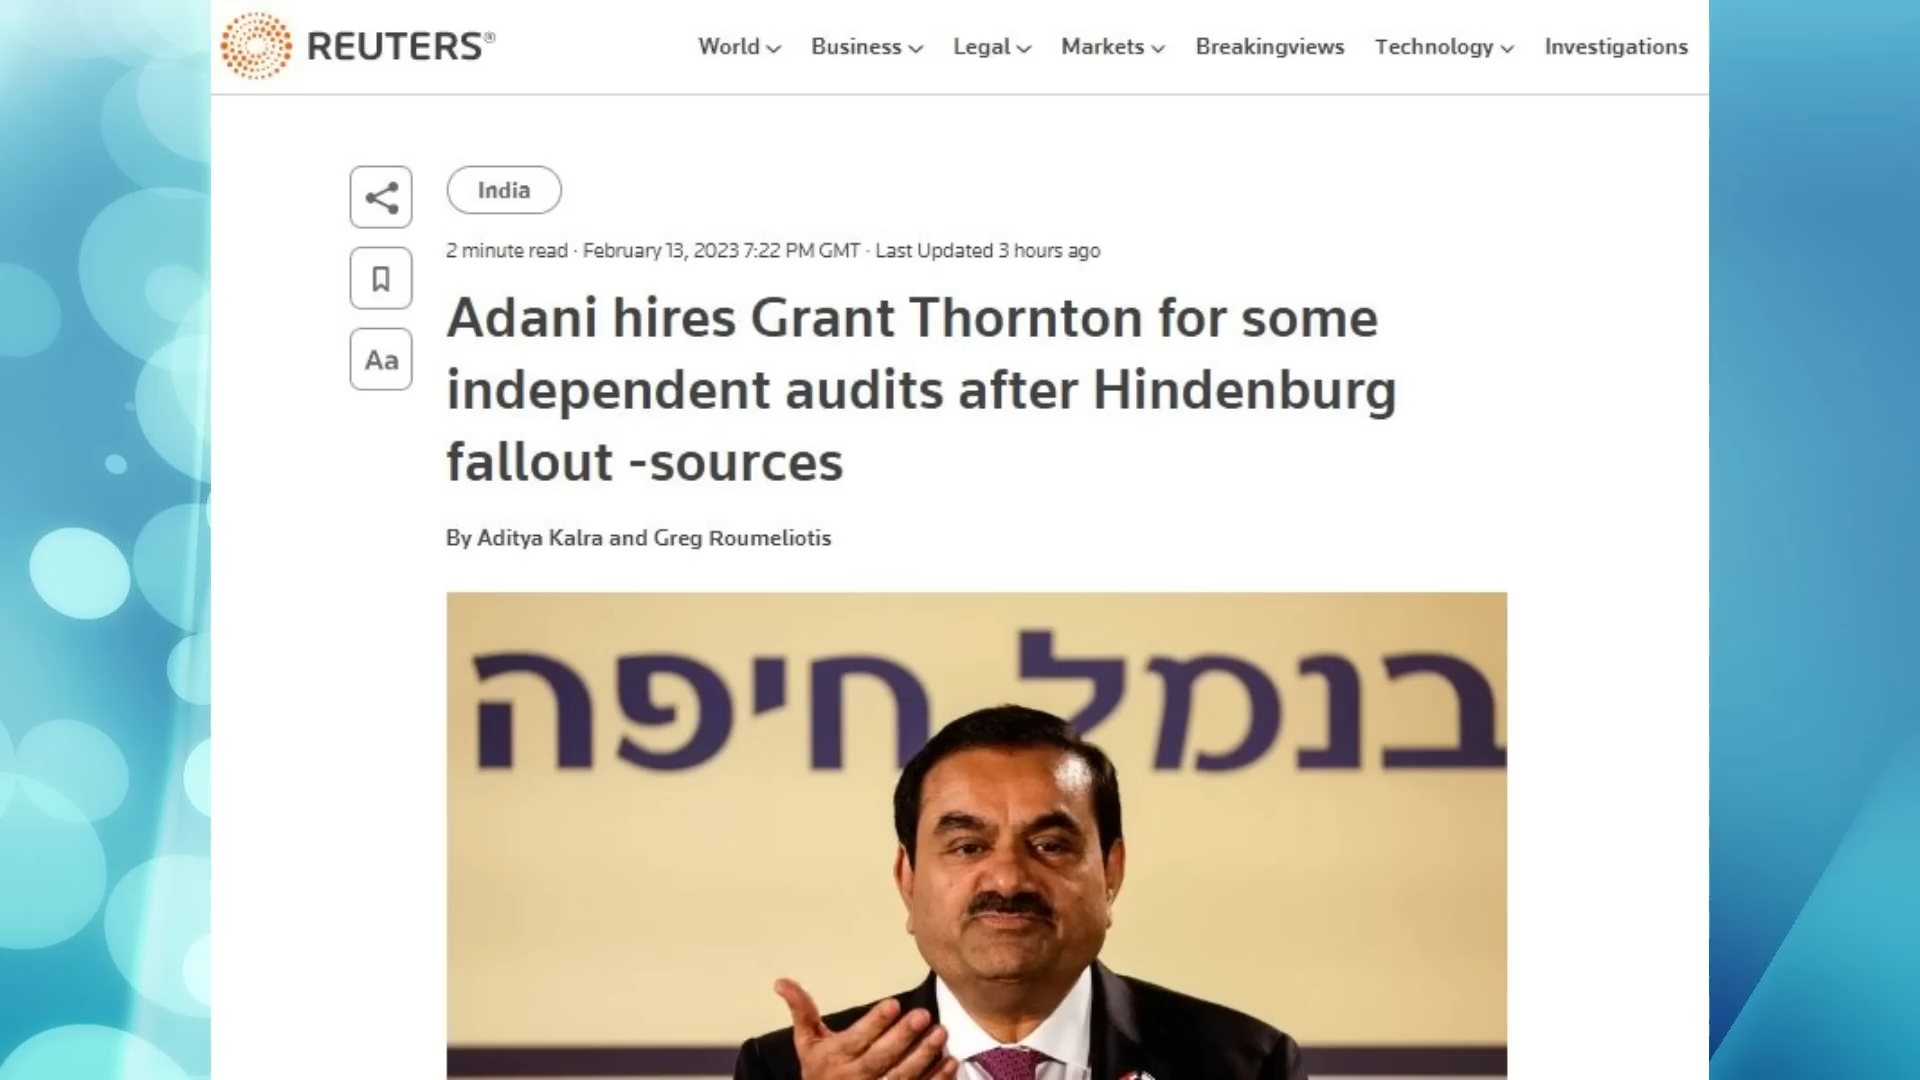 REUTERS®
World Business Legal Markets Breakingviews Technology Investigations
India
2 minute read · February 13, 2023 7:22 PM GMT · Last Updated 3 hours ago
Aa
Adani hires Grant Thornton for some
independent audits after Hindenburg
fallout -sources
By Aditya Kalra and Greg Roumeliotis
בנמל חיפה